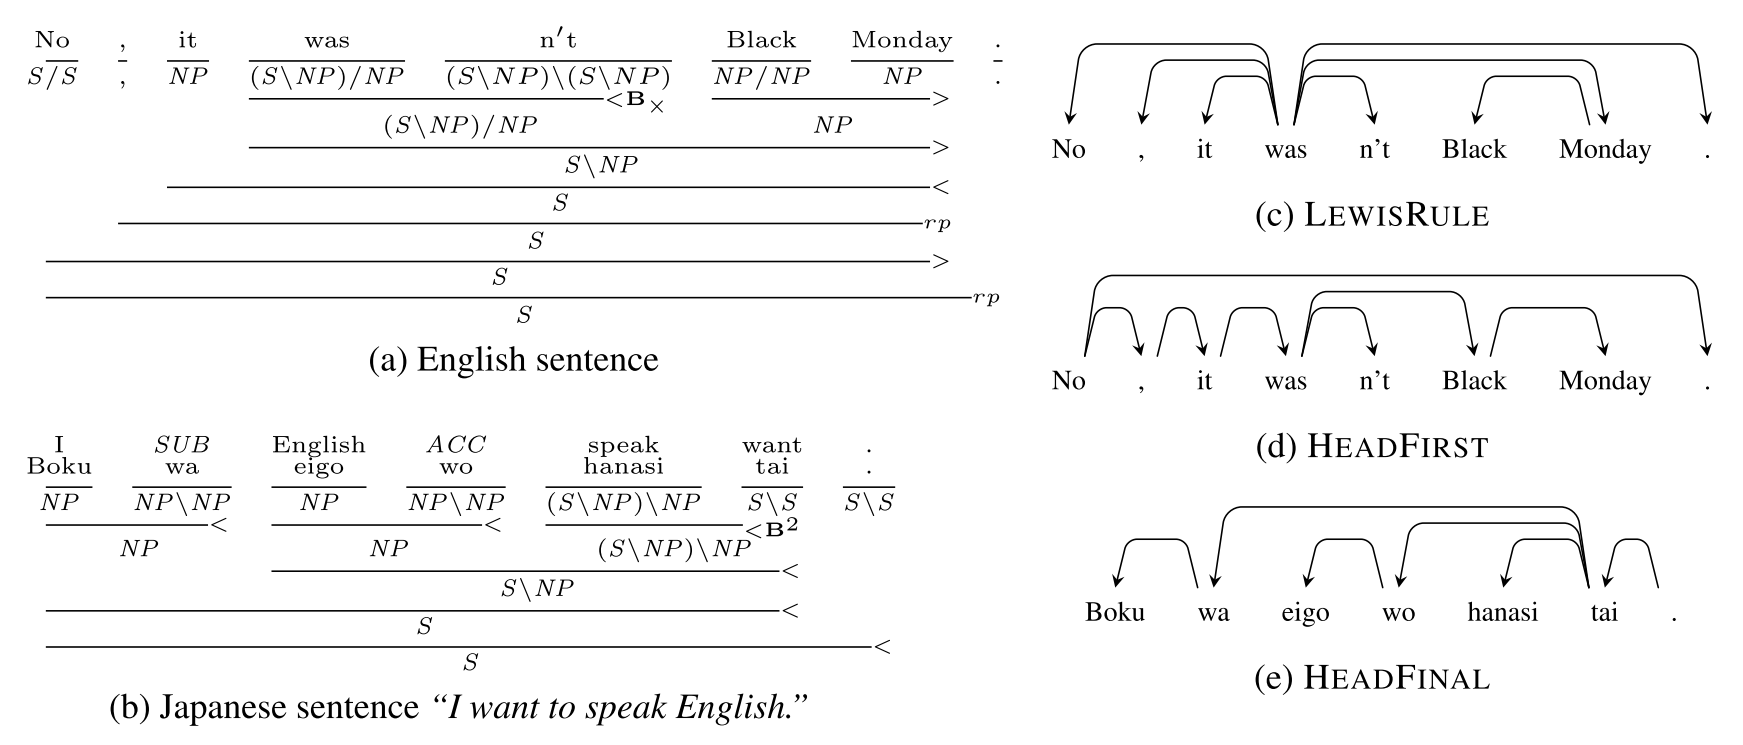 No , it was n′t Black Monday .
S/S , NP (S\NP)/NP (S\NP)\(S\NP) NP/NP NP .
<B× >
(S\NP)/NP NP
>
S\NP
<
S
rp
S
>
S
rp
S
(a) English sentence
I SUB English ACC speak want .
Boku wa eigo wo hanasi tai .
NP NP\NP NP NP\NP (S\NP)\NP S\S S\S
< < <B²
NP NP (S\NP)\NP
<
S\NP
<
S
<
S
(b) Japanese sentence “I want to speak English.”
No , it was n’t Black Monday .
(c) LEWISRULE
No , it was n’t Black Monday .
(d) HEADFIRST
Boku wa eigo wo hanasi tai .
(e) HEADFINAL